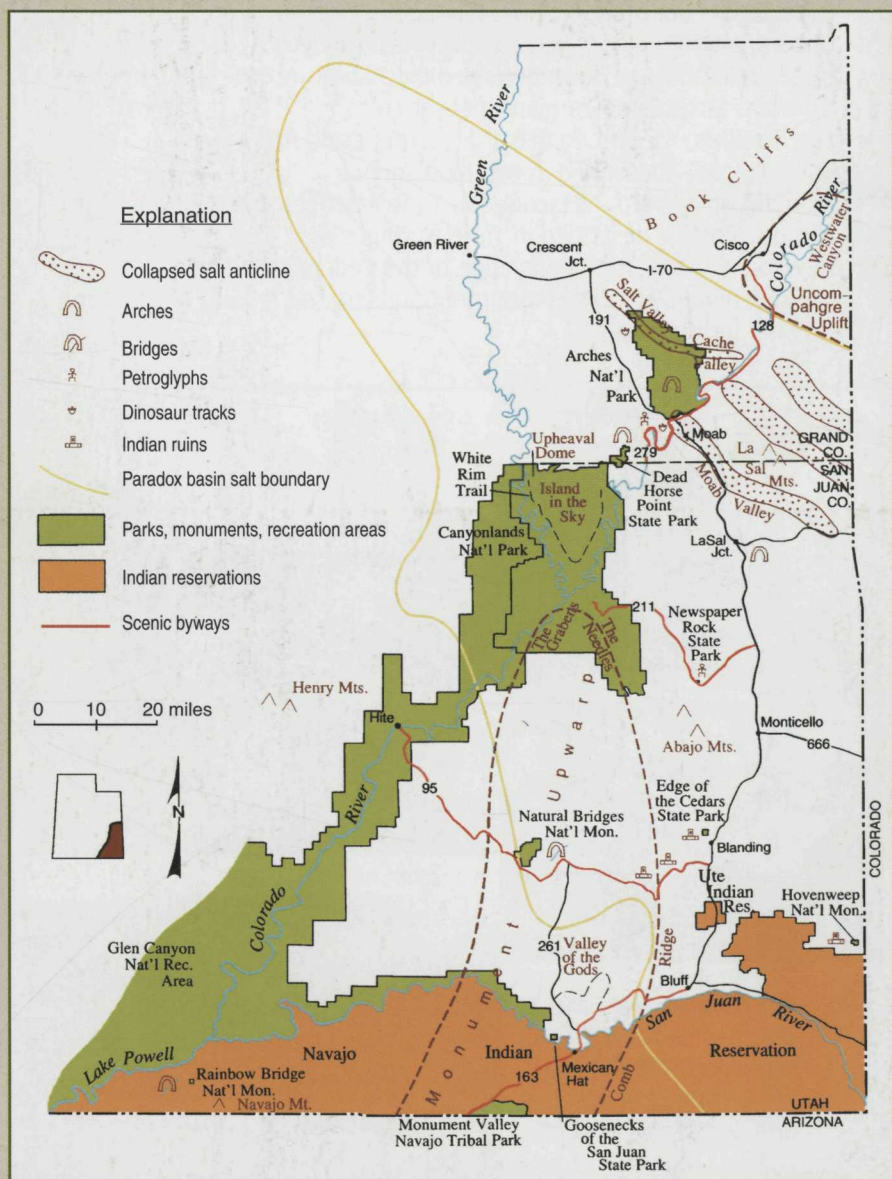 Explanation
Collapsed salt anticline
Arches
Bridges
Petroglyphs
Dinosaur tracks
Indian ruins
Paradox basin salt boundary
Parks, monuments, recreation areas
Indian reservations
Scenic byways
0 10 20 miles
N
Green River
Book Cliffs
Green River
Crescent
Jct.
I-70
Cisco
Colorado River
Westwater
Canyon
Uncom-
pahgre
Uplift
Salt Valley
191
128
Cache
Valley
Arches
Nat'l
Park
Moab
Upheaval
Dome
279
GRAND
CO.
SAN
JUAN
CO.
La
Sal
Mts.
White
Rim
Trail
Island
in the
Sky
Dead
Horse
Point
State Park
Moab
Valley
Canyonlands
Nat'l Park
LaSal
Jct.
211
The Grabens
The Needles
Newspaper
Rock
State
Park
Henry Mts.
Hite
Monticello
666
Abajo Mts.
95
Edge of
the Cedars
State Park
Natural Bridges
Nat'l Mon.
Blanding
COLORADO
Ute
Indian
Res.
Hovenweep
Nat'l Mon.
Colorado River
Glen Canyon
Nat'l Rec.
Area
261
Valley
of the
Gods
Comb Ridge
Bluff
San Juan River
Monument Upwarp
Lake Powell
Navajo Indian Reservation
Rainbow Bridge
Nat'l Mon.
Navajo Mt.
163
Mexican
Hat
UTAH
ARIZONA
Monument Valley
Navajo Tribal Park
Goosenecks
of the
San Juan
State Park